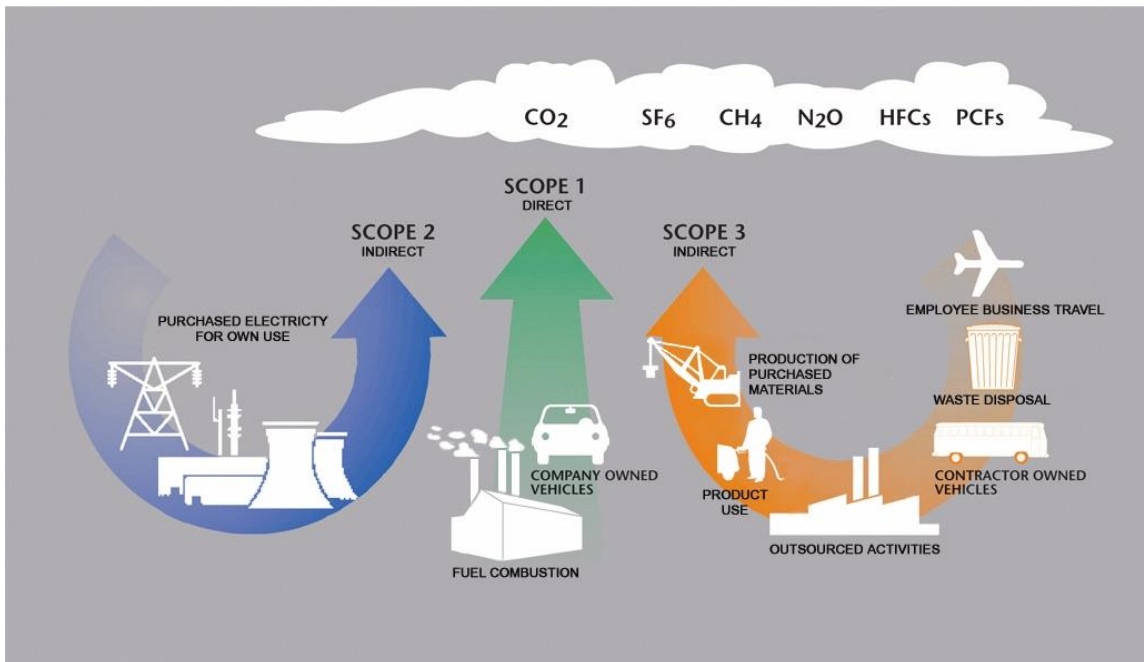 CO2 SF6 CH4 N2O HFCs PCFs
SCOPE 1
DIRECT
SCOPE 2
INDIRECT
SCOPE 3
INDIRECT
PURCHASED ELECTRICTY
FOR OWN USE
COMPANY OWNED
VEHICLES
FUEL COMBUSTION
PRODUCTION OF
PURCHASED
MATERIALS
PRODUCT
USE
OUTSOURCED ACTIVITIES
EMPLOYEE BUSINESS TRAVEL
WASTE DISPOSAL
CONTRACTOR OWNED
VEHICLES